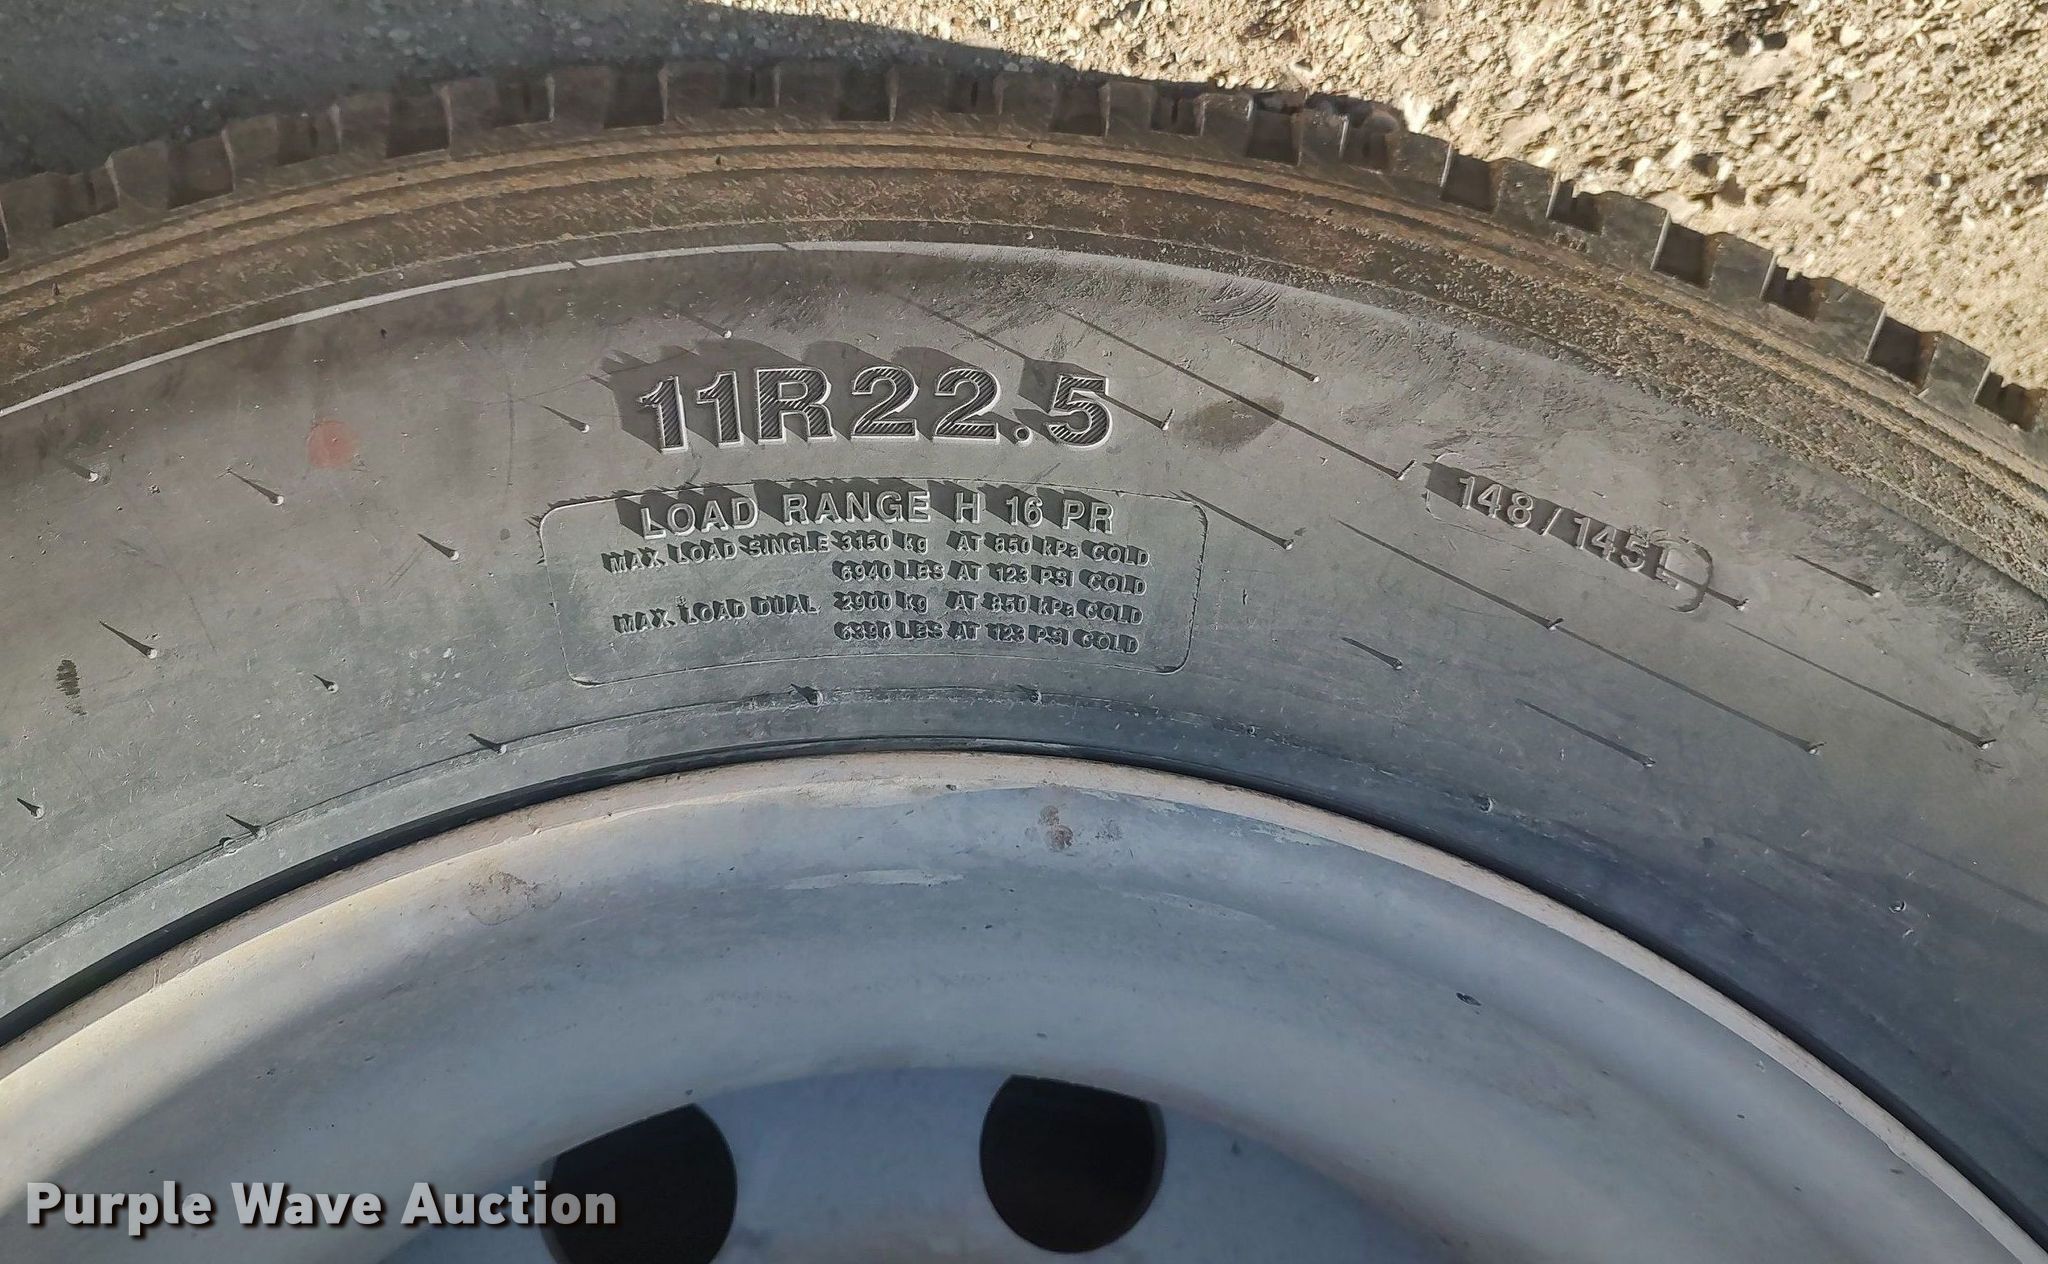 11R22.5
LOAD RANGE H 16 PR
MAX. LOAD SINGLE 3150 kg AT 850 kPa COLD
6940 LBS AT 123 PSI COLD
MAX. LOAD DUAL 2900 kg AT 850 kPa COLD
6390 LBS AT 123 PSI COLD
148/145L
Purple Wave Auction